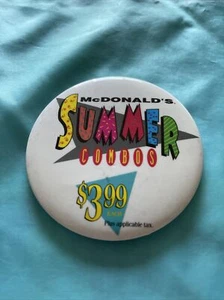 McDONALD'S
SUMMER
COMBOS
$3.99
Plus applicable tax.